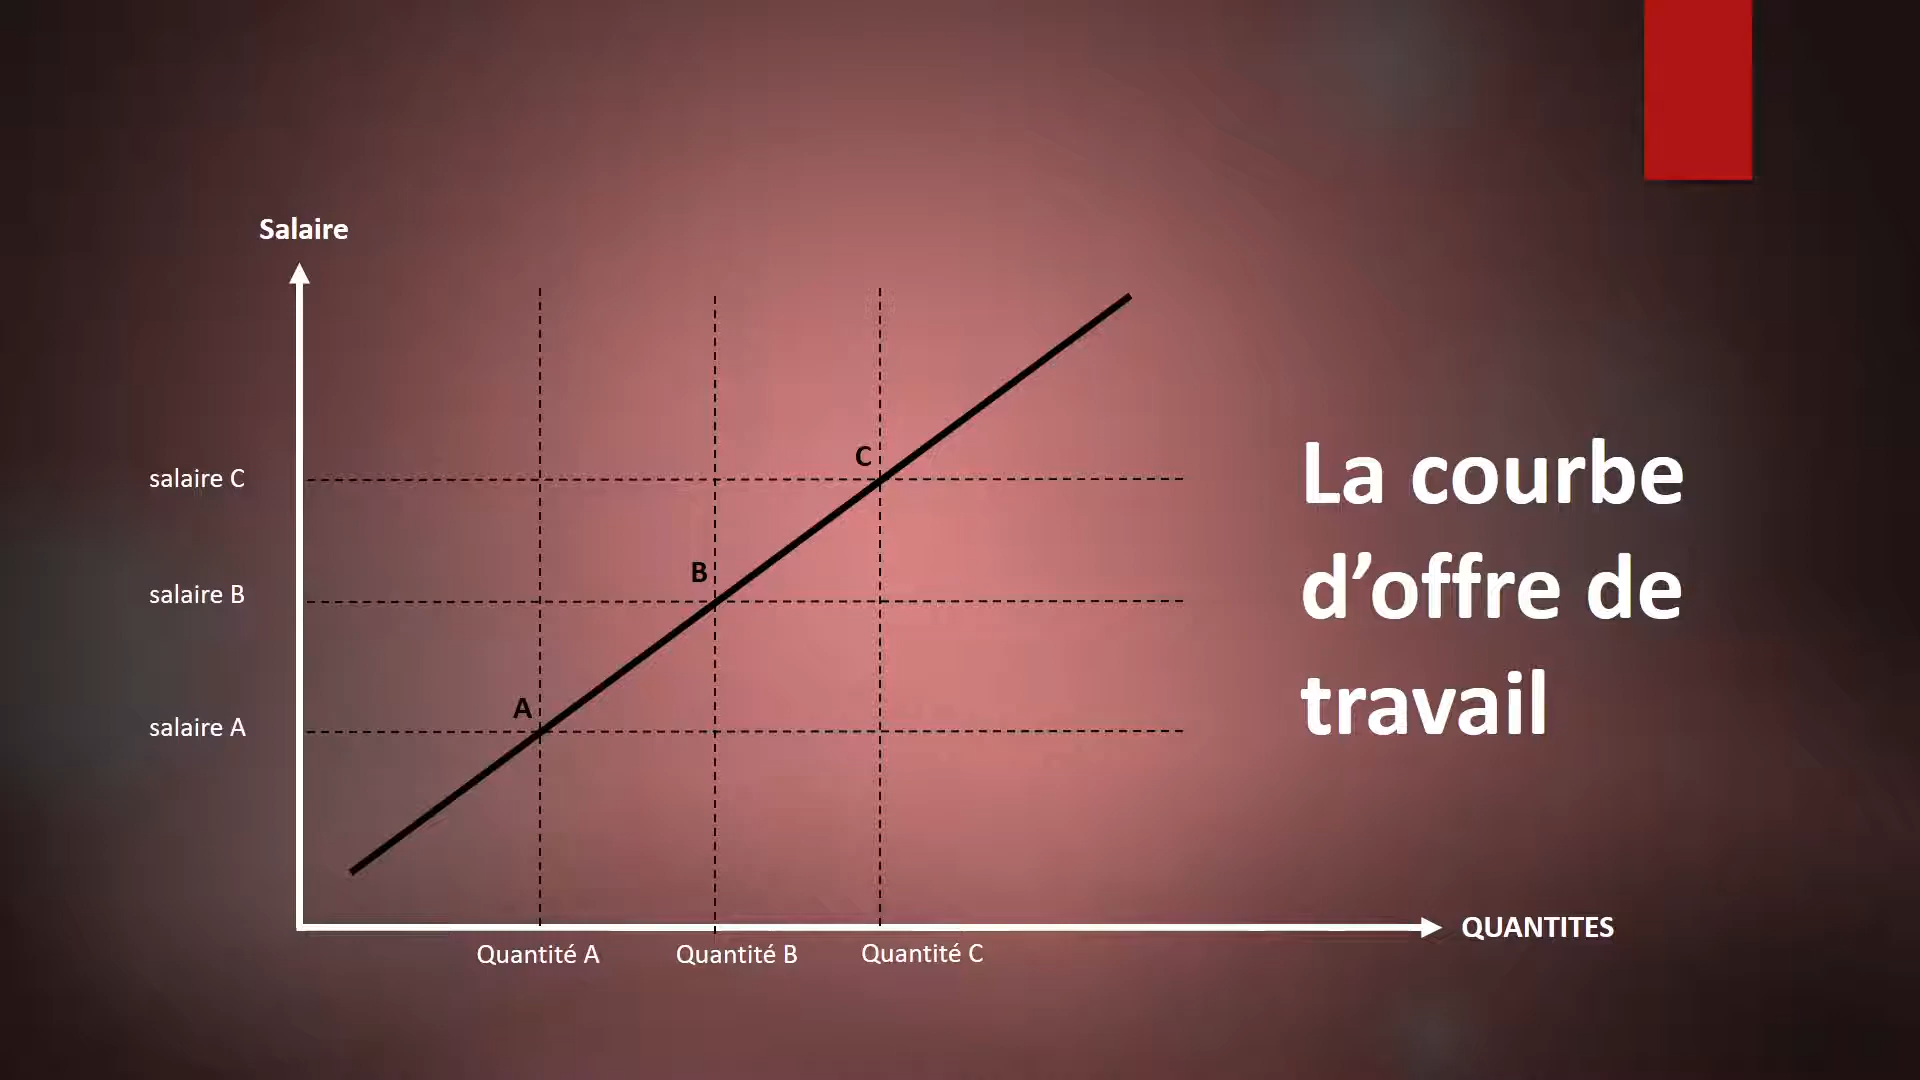 Salaire
C
salaire C
La courbe
d’offre de
travail
B
salaire B
A
salaire A
QUANTITES
Quantité A
Quantité B
Quantité C